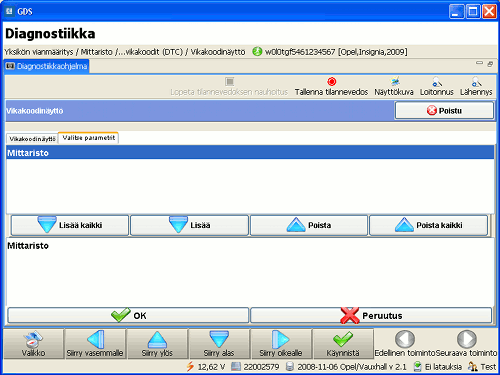 GDS
Diagnostiikka
Yksikön vianmääritys / Mittaristo /...vikakoodit (DTC) / Vikakoodinäyttö w0l0tgf5461234567 [Opel,Insignia,2009]
Diagnostiikkaohjelma
Lopeta tilannevedoksen nauhoitus Tallenna tilannevedos Näyttökuva Loitonnus Lähennys
Vikakoodinäyttö Poistu
Vikakoodinäyttö Valitse parametrit
Mittaristo
Lisää kaikki Lisää Poista Poista kaikki
Mittaristo
OK Peruutus
Valikko Siirry vasemmalle Siirry ylös Siirry alas Siirry oikealle Käynnistä Edellinen toiminto Seuraava toiminto
12,62 V 22002579 2008-11-06 Opel/Vauxhall v 2.1 Ei latauksia Test